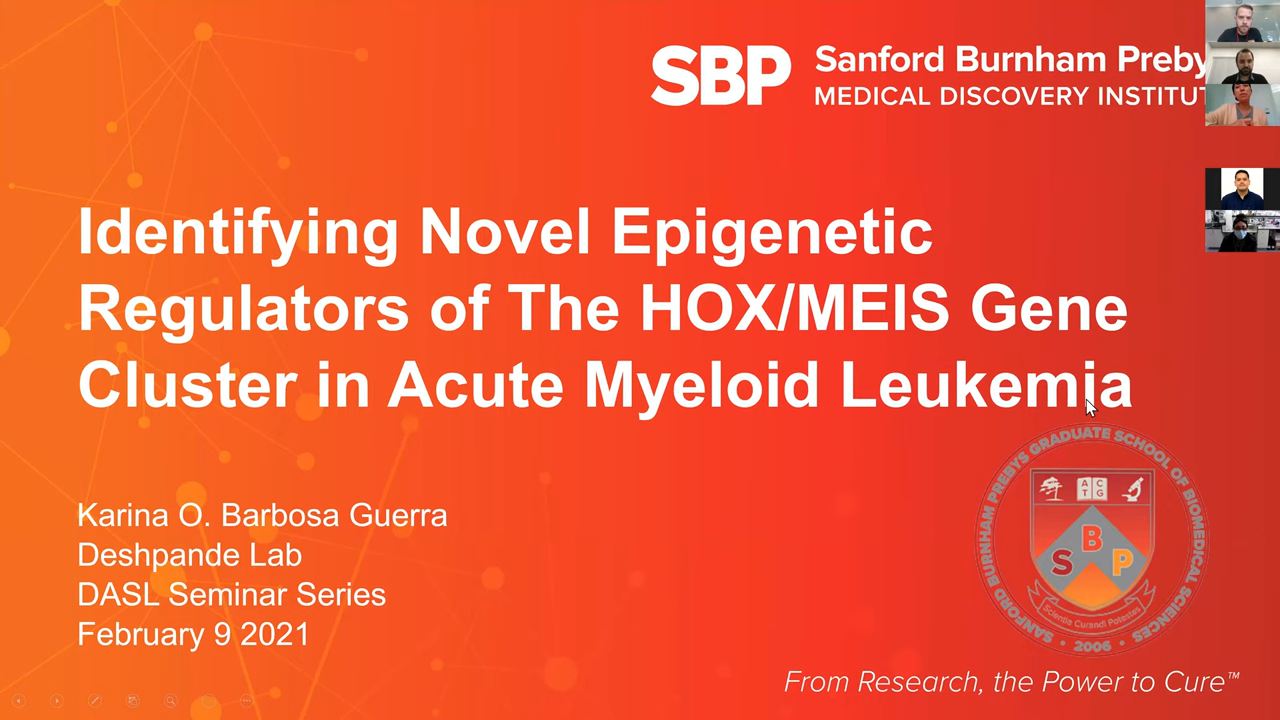 SBP
Sanford Burnham Preby
MEDICAL DISCOVERY INSTITUT
Identifying Novel Epigenetic
Regulators of The HOX/MEIS Gene
Cluster in Acute Myeloid Leukemia
Karina O. Barbosa Guerra
Deshpande Lab
DASL Seminar Series
February 9 2021
SANFORD BURNHAM PREBYS GRADUATE SCHOOL OF BIOMEDICAL SCIENCES
A C
T G
S B P
Scientia Curandi Potestas
2006
From Research, the Power to Cure™